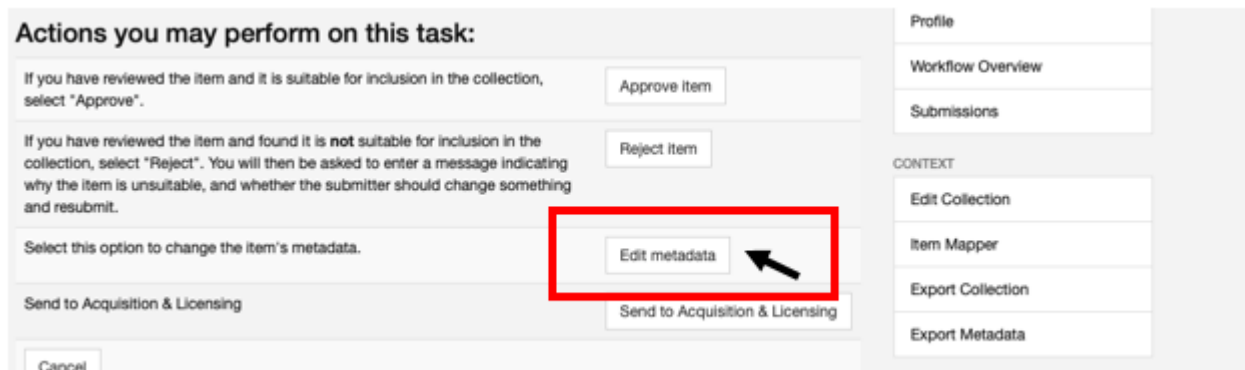 Actions you may perform on this task:
If you have reviewed the item and it is suitable for inclusion in the collection,
select "Approve".
Approve item
If you have reviewed the item and found it is not suitable for inclusion in the
collection, select "Reject". You will then be asked to enter a message indicating
why the item is unsuitable, and whether the submitter should change something
and resubmit.
Reject item
Select this option to change the item's metadata.
Edit metadata
Send to Acquisition & Licensing
Send to Acquisition & Licensing
Cancel
Profile
Workflow Overview
Submissions
CONTEXT
Edit Collection
Item Mapper
Export Collection
Export Metadata